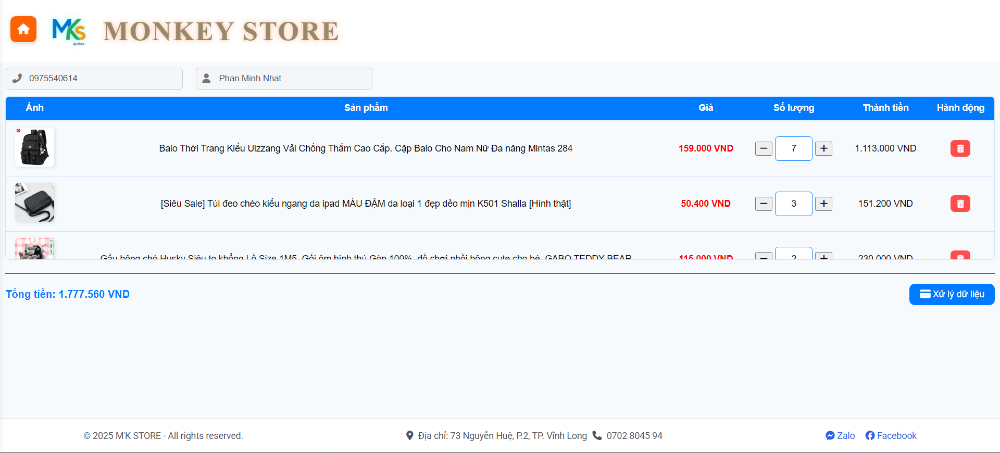 MKs
@nhta
MONKEY STORE
0975540614
Phan Minh Nhat
Ảnh Sản phẩm Giá Số lượng Thành tiền Hành động
Balo Thời Trang Kiểu Ulzzang Vải Chống Thấm Cao Cấp. Cặp Balo Cho Nam Nữ Đa năng Mintas 284 159.000 VND 7 1.113.000 VND
[Siêu Sale] Túi đeo chéo kiểu ngang da ipad MÀU ĐẬM da loại 1 đẹp dẻo mịn K501 Shalla [Hình thật] 50.400 VND 3 151.200 VND
Gấu bông chó Husky Siêu to khổng Lồ Size 1M5, Gối ôm hình thú Gòn 100%, đồ chơi nhồi bông cute cho bé, GABO TEDDY BEAR 115.000 VND 2 230.000 VND
Tổng tiền: 1.777.560 VND
Xử lý dữ liệu
© 2025 M'K STORE - All rights reserved.
Địa chỉ: 73 Nguyễn Huệ, P.2, TP. Vĩnh Long 0702 8045 94
Zalo Facebook